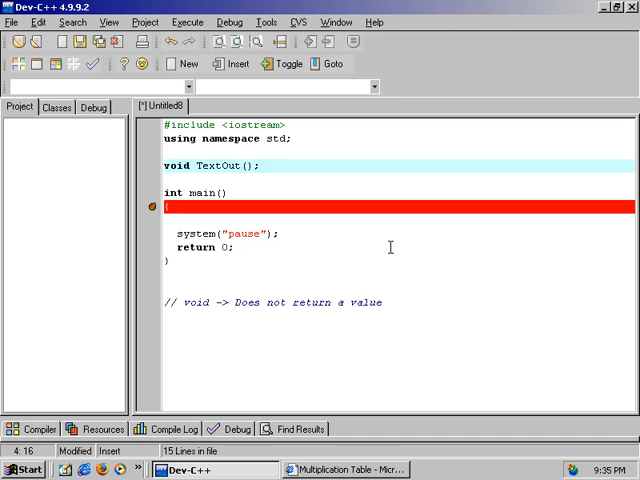 Dev-C++ 4.9.9.2
File Edit Search View Project Execute Debug Tools CVS Window Help
New Insert Toggle Goto
Project Classes Debug [*] Untitled8
#include <iostream>
using namespace std;
void TextOut();
int main()
{
system("pause");
return 0;
}
// void -> Does not return a value
Compiler Resources Compile Log Debug Find Results
4: 16 Modified Insert 15 Lines in file
Start » Dev-C++ Multiplication Table - Micr... 9:35 PM